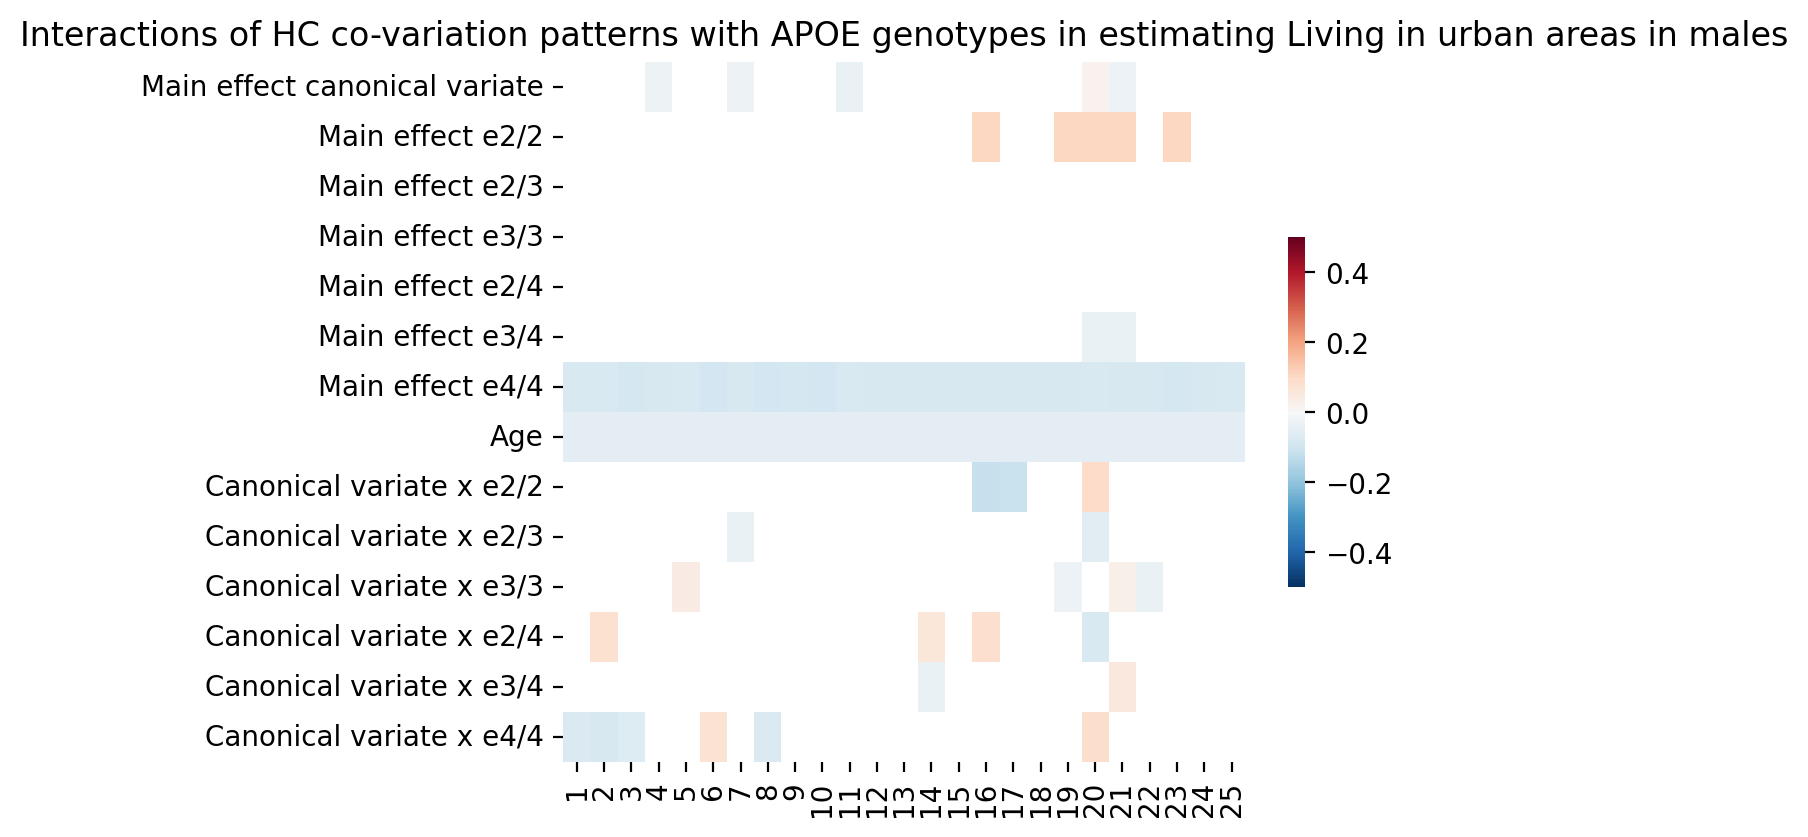 Interactions of HC co-variation patterns with APOE genotypes in estimating Living in urban areas in males
Main effect canonical variate
Main effect e2/2
Main effect e2/3
Main effect e3/3
Main effect e2/4
Main effect e3/4
Main effect e4/4
Age
Canonical variate x e2/2
Canonical variate x e2/3
Canonical variate x e3/3
Canonical variate x e2/4
Canonical variate x e3/4
Canonical variate x e4/4
1 2 3 4 5 6 7 8 9 10 11 12 13 14 15 16 17 18 19 20 21 22 23 24 25
0.4
0.2
0.0
−0.2
−0.4